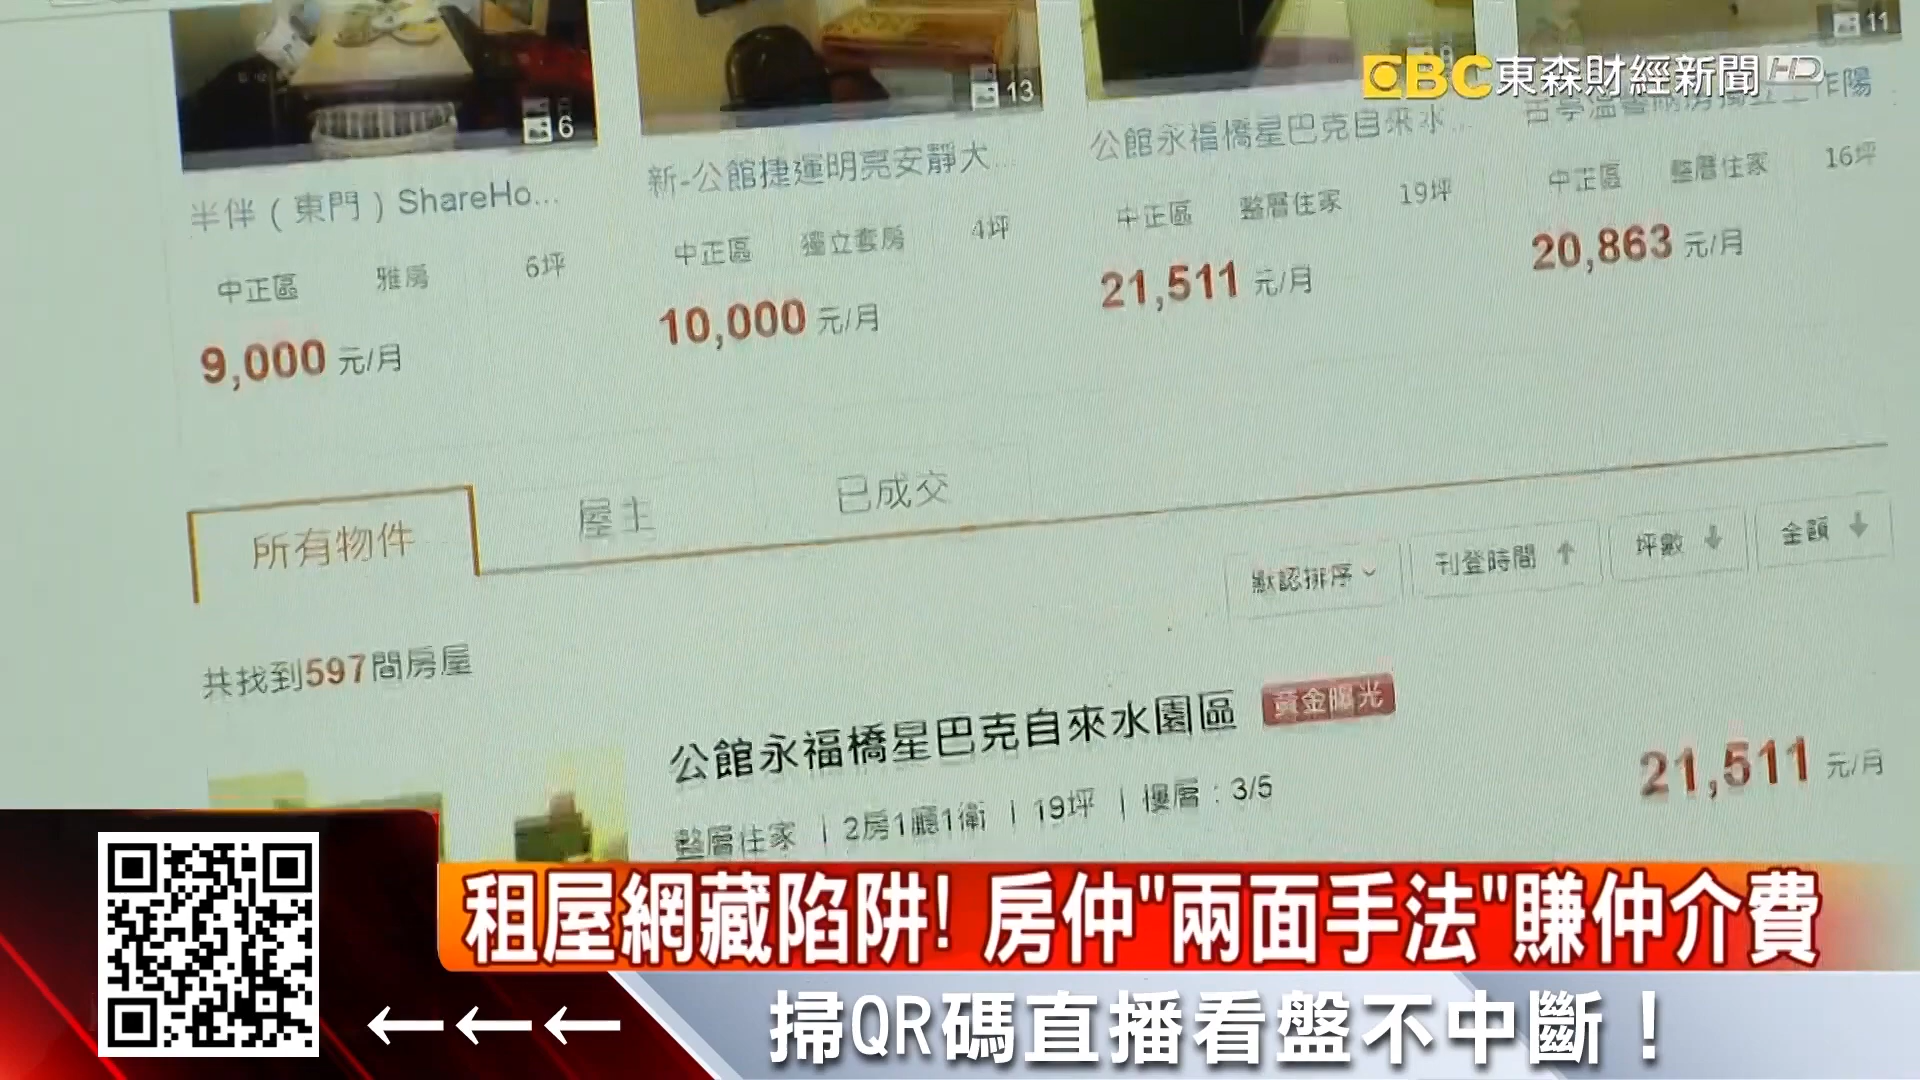 EBC東森財經新聞HD
6
13
9
11
半伴（東門）ShareHo...
新-公館捷運明亮安靜大...
公館永福橋星巴克自來水...
中正區 雅房 6坪
中正區 獨立套房 4坪
中正區 整層住家 19坪
中正區 整層住家 16坪
9,000 元/月
10,000 元/月
21,511 元/月
20,863 元/月
所有物件 屋主 已成交
默認排序 刊登時間 ↑ 坪數 ↓ 金額 ↓
共找到597間房屋
公館永福橋星巴克自來水園區 黃金曝光
整層住家 | 2房1廳1衛 | 19坪 | 樓層：3/5
21,511 元/月
租屋網藏陷阱! 房仲"兩面手法"賺仲介費
←←← 掃QR碼直播看盤不中斷！